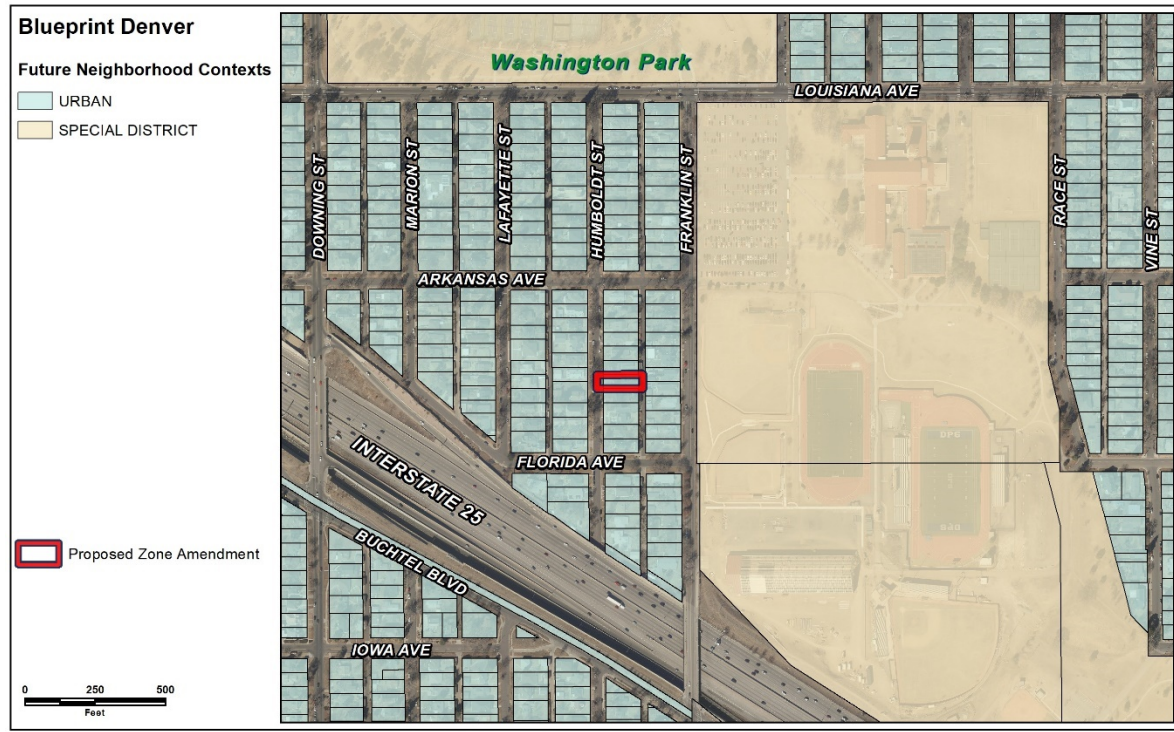 Blueprint Denver
Future Neighborhood Contexts
URBAN
SPECIAL DISTRICT
Proposed Zone Amendment
0 250 500
Feet
Washington Park
LOUISIANA AVE
DOWNING ST
MARION ST
LAFAYETTE ST
HUMBOLDT ST
FRANKLIN ST
RACE ST
VINE ST
ARKANSAS AVE
FLORIDA AVE
INTERSTATE 25
BUCHTEL BLVD
IOWA AVE